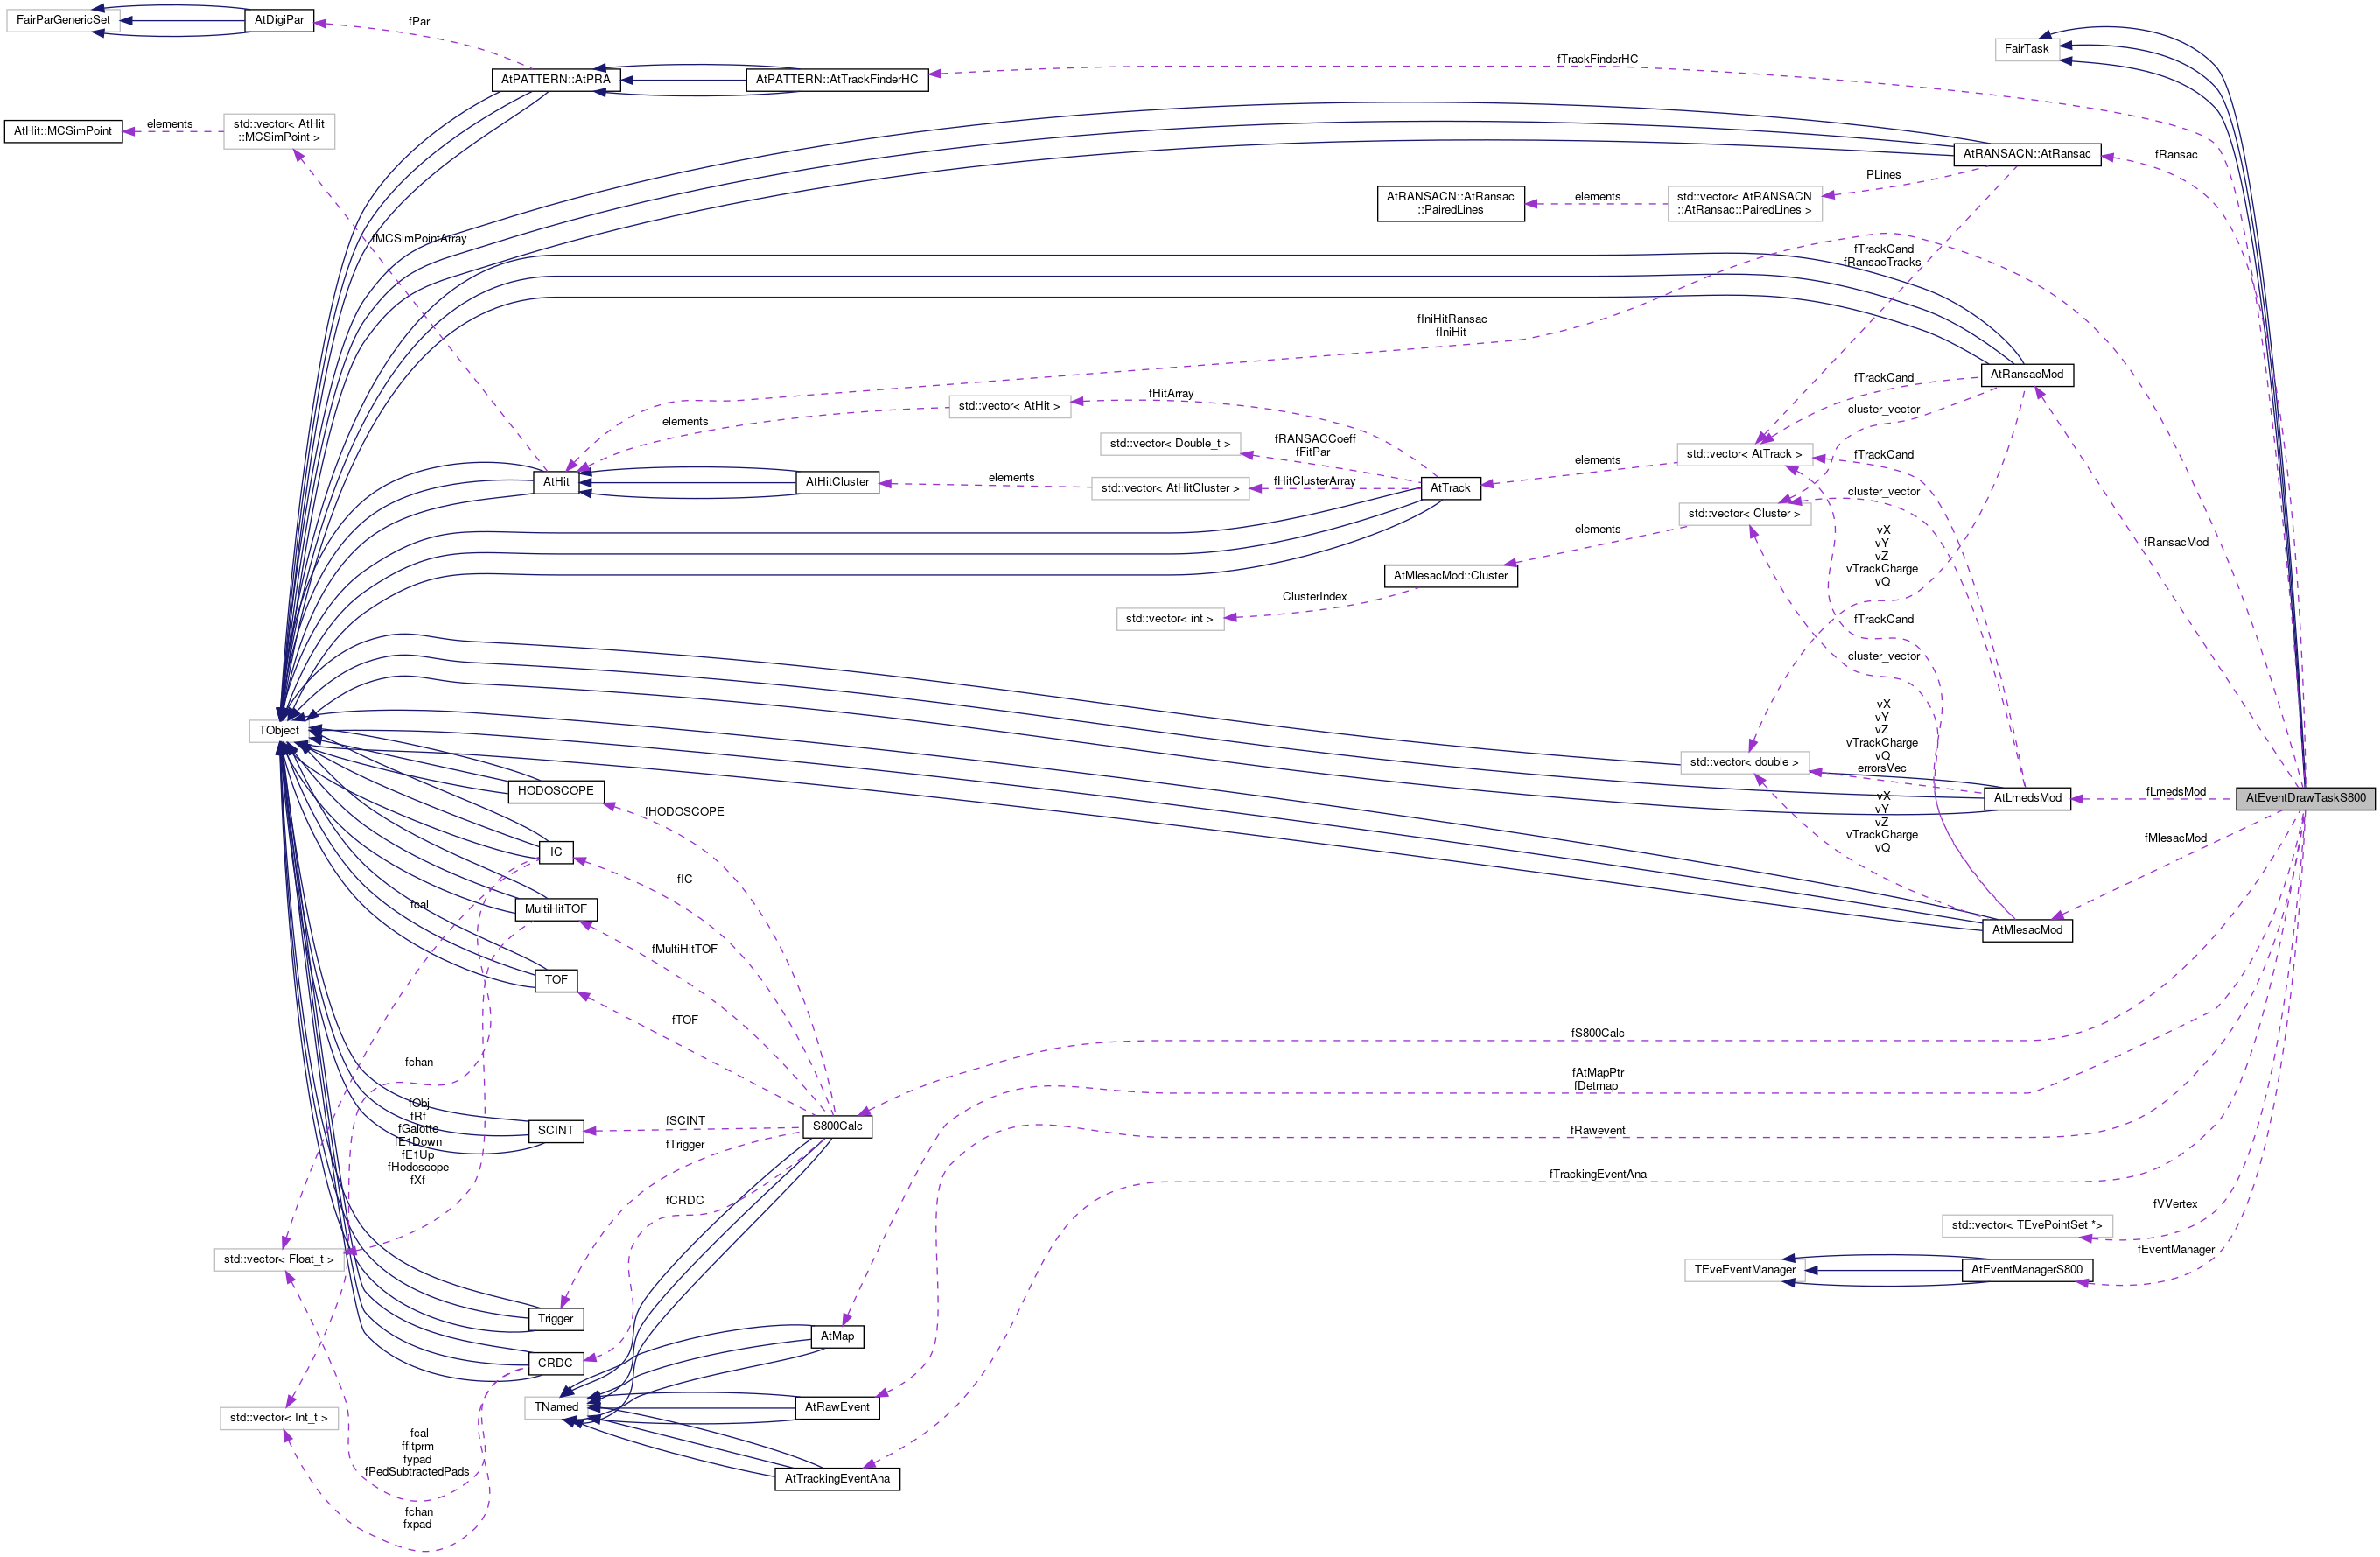 FairParGenericSet
AtDigiPar
fPar
FairTask
AtPATTERN::AtPRA
AtPATTERN::AtTrackFinderHC
fTrackFinderHC
AtHit::MCSimPoint
elements
std::vector< AtHit
::MCSimPoint >
AtRANSACN::AtRansac
fRansac
PLines
AtRANSACN::AtRansac
::PairedLines
elements
std::vector< AtRANSACN
::AtRansac::PairedLines >
fMCSimPointArray
fTrackCand
fRansacTracks
fIniHitRansac
fIniHit
AtRansacMod
fTrackCand
fHitArray
std::vector< AtHit >
cluster_vector
elements
std::vector< Double_t >
fRANSACCoeff
fFitPar
std::vector< AtTrack >
fTrackCand
elements
AtHit
AtHitCluster
elements
std::vector< AtHitCluster >
fHitClusterArray
AtTrack
cluster_vector
std::vector< Cluster >
elements
vX
vY
vZ
vTrackCharge
vQ
fRansacMod
AtMlesacMod::Cluster
ClusterIndex
std::vector< int >
fTrackCand
cluster_vector
TObject
vX
vY
vZ
vTrackCharge
vQ
errorsVec
std::vector< double >
HODOSCOPE
fHODOSCOPE
AtLmedsMod
fLmedsMod
AtEventDrawTaskS800
vX
vY
vZ
vTrackCharge
vQ
fMlesacMod
IC
fIC
fcal
MultiHitTOF
AtMlesacMod
fMultiHitTOF
TOF
fTOF
fS800Calc
fchan
fAtMapPtr
fDetmap
fObj
fRf
fGalotte
fE1Down
fE1Up
fHodoscope
fXf
SCINT
fSCINT
S800Calc
fTrigger
fRawevent
fTrackingEventAna
fCRDC
fVVertex
std::vector< TEvePointSet *>
std::vector< Float_t >
fEventManager
TEveEventManager
AtEventManagerS800
Trigger
AtMap
CRDC
std::vector< Int_t >
TNamed
AtRawEvent
fcal
ffitprm
fypad
fPedSubtractedPads
AtTrackingEventAna
fchan
fxpad